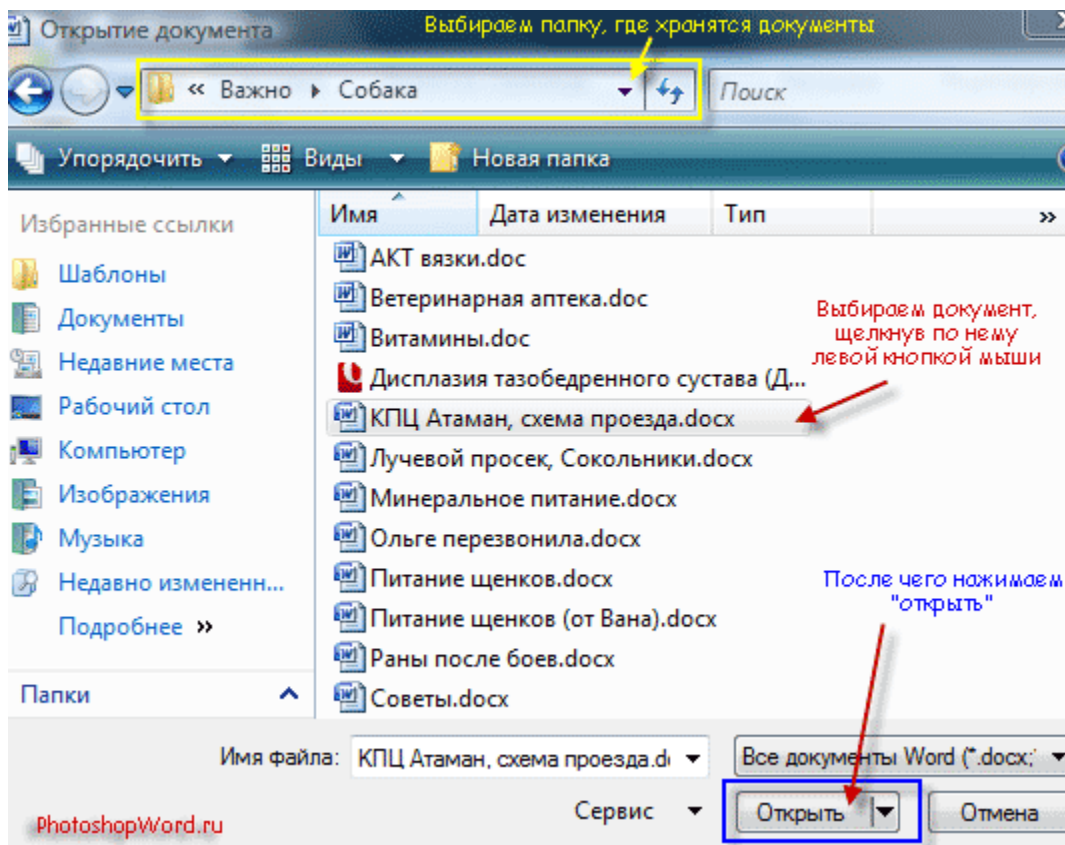 Открытие документа
Выбираем папку, где хранятся документы
« Важно Собака
Поиск
Упорядочить Виды Новая папка
Избранные ссылки
Имя Дата изменения Тип »
Шаблоны
Документы
Недавние места
Рабочий стол
Компьютер
Изображения
Музыка
Недавно измененн...
Подробнее »
Папки
АКТ вязки.doc
Ветеринарная аптека.doc
Витамины.doc
Дисплазия тазобедренного сустава (Д...
КПЦ Атаман, схема проезда.docx
Лучевой просек, Сокольники.docx
Минеральное питание.docx
Ольге перезвонила.docx
Питание щенков.docx
Питание щенков (от Вана).docx
Раны после боев.docx
Советы.docx
Выбираем документ,
щелкнув по нему
левой кнопкой мыши
После чего нажимаем
"открыть"
Имя файла: КПЦ Атаман, схема проезда.d Все документы Word (*.docx;
Сервис Открыть Отмена
PhotoshopWord.ru